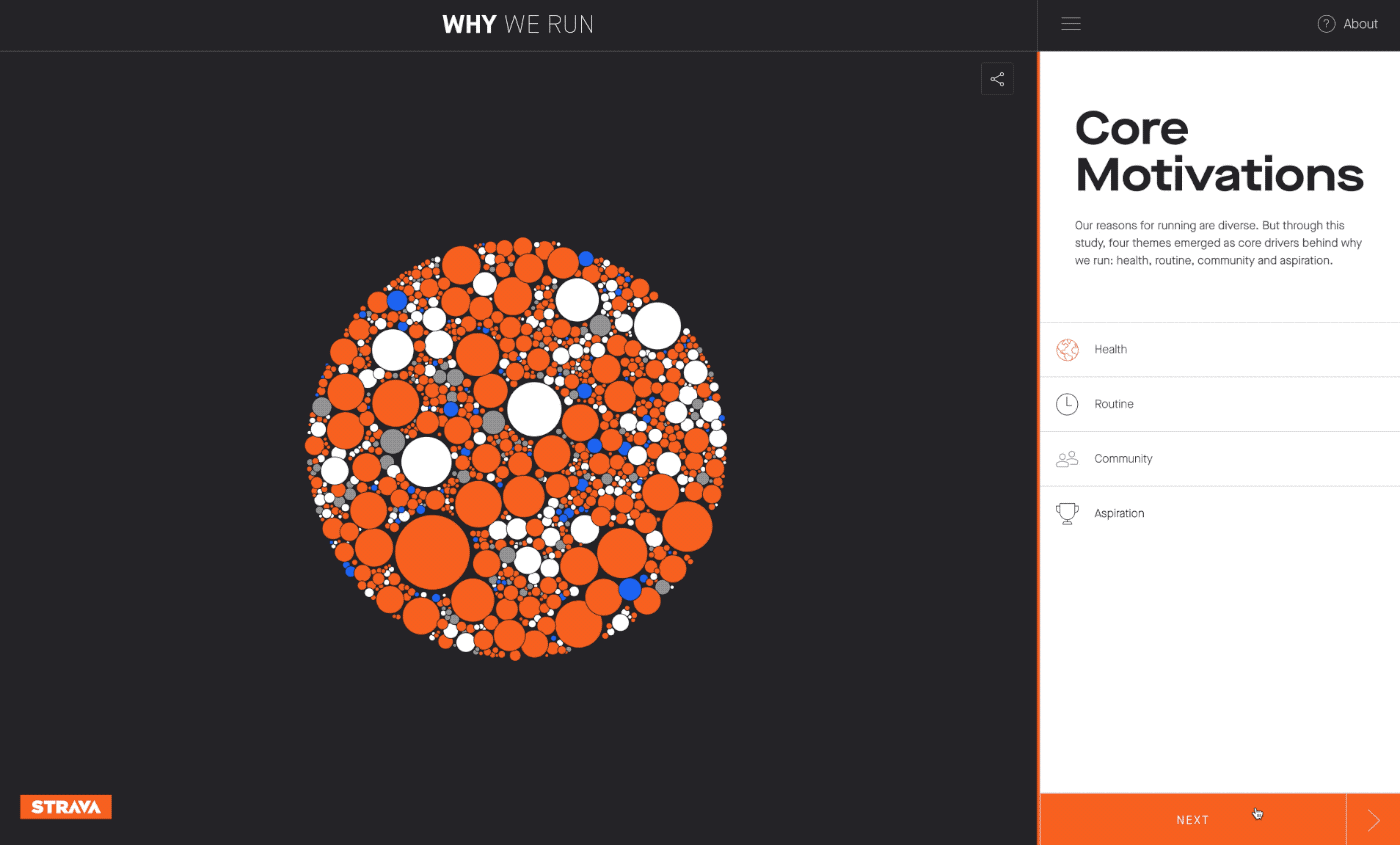 WHY WE RUN
? About
Core
Motivations
Our reasons for running are diverse. But through this
study, four themes emerged as core drivers behind why
we run: health, routine, community and aspiration.
Health
Routine
Community
Aspiration
STRAVA
NEXT